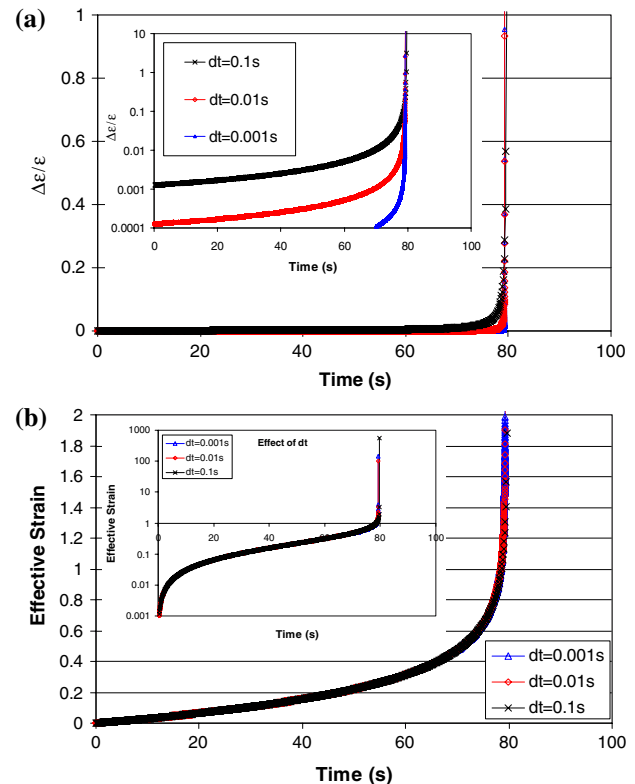 (a)
1
0.8
0.6
0.4
0.2
0
Δε/ε
0 20 40 60 80 100
Time (s)
10
1
0.1
0.01
0.001
0.0001
Δε/ε
dt=0.1s
dt=0.01s
dt=0.001s
0 20 40 60 80 100
Time (s)
(b)
2
1.8
1.6
1.4
1.2
1
0.8
0.6
0.4
0.2
0
Effective Strain
0 20 40 60 80 100
Time (s)
1000
100
10
1
0.1
0.01
0.001
Effective Strain
dt=0.001s
dt=0.01s
dt=0.1s
Effect of dt
0 20 40 60 80 100
Time (s)
dt=0.001s
dt=0.01s
dt=0.1s